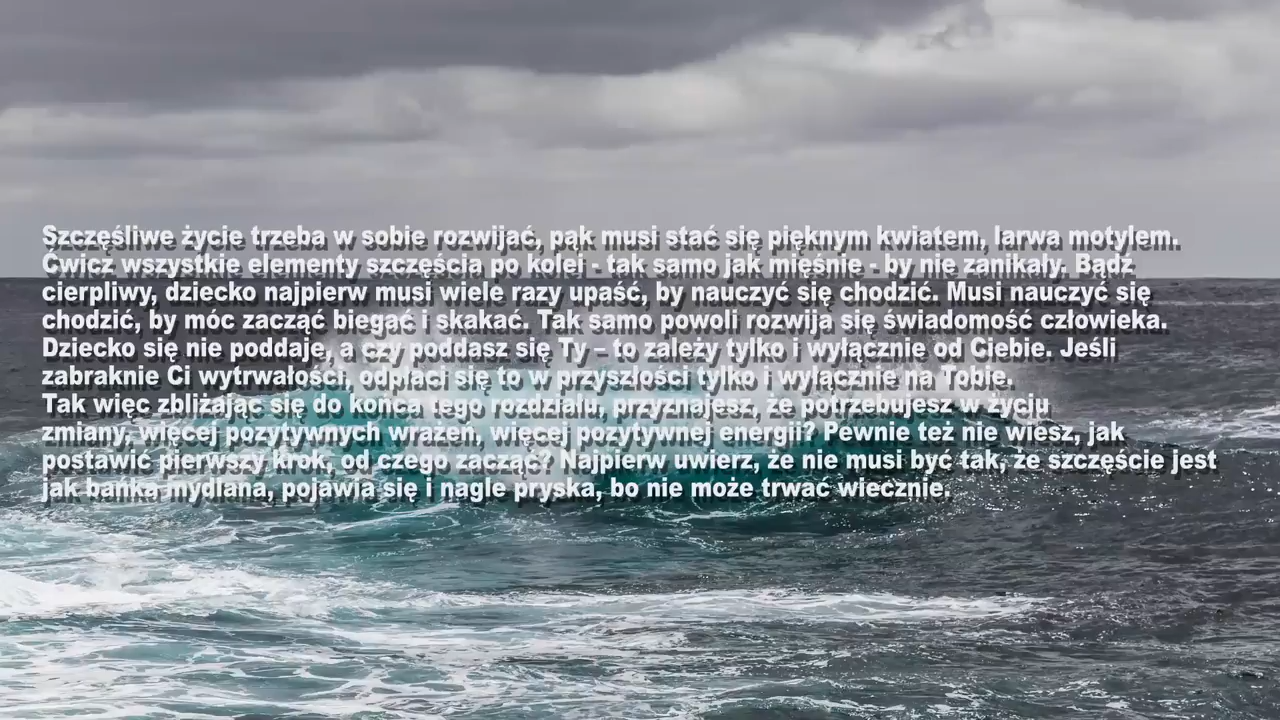 Szczęśliwe życie trzeba w sobie rozwijać, pąk musi stać się pięknym kwiatem, larwa motylem.
Ćwicz wszystkie elementy szczęścia po kolei - tak samo jak mięśnie - by nie zanikały. Bądź
cierpliwy, dziecko najpierw musi wiele razy upaść, by nauczyć się chodzić. Musi nauczyć się
chodzić, by móc zacząć biegać i skakać. Tak samo powoli rozwija się świadomość człowieka.
Dziecko się nie poddaje, a czy poddasz się Ty – to zależy tylko i wyłącznie od Ciebie. Jeśli
zabraknie Ci wytrwałości, odpłaci się to w przyszłości tylko i wyłącznie na Tobie.
Tak więc zbliżając się do końca tego rozdziału, przyznajesz, że potrzebujesz w życiu
zmiany, więcej pozytywnych wrażeń, więcej pozytywnej energii? Pewnie też nie wiesz, jak
postawić pierwszy krok, od czego zacząć? Najpierw uwierz, że nie musi być tak, że szczęście jest
jak bańka mydlana, pojawia się i nagle pryska, bo nie może trwać wiecznie.